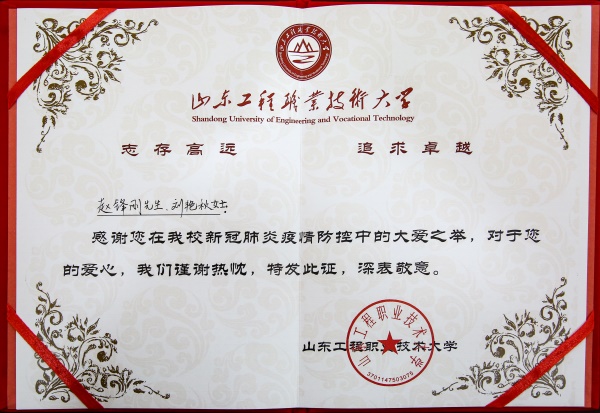 山东工程职业技术大学
Shandong University of Engineering and Vocational Technology
志存高远 追求卓越
赵锋刚先生、刘艳秋女士:
感谢您在我校新冠肺炎疫情防控中的大爱之举，对于您
的爱心，我们谨谢热忱，特发此证，深表敬意。
山东工程职业技术大学
山东工程职业技术大学
3701147503075